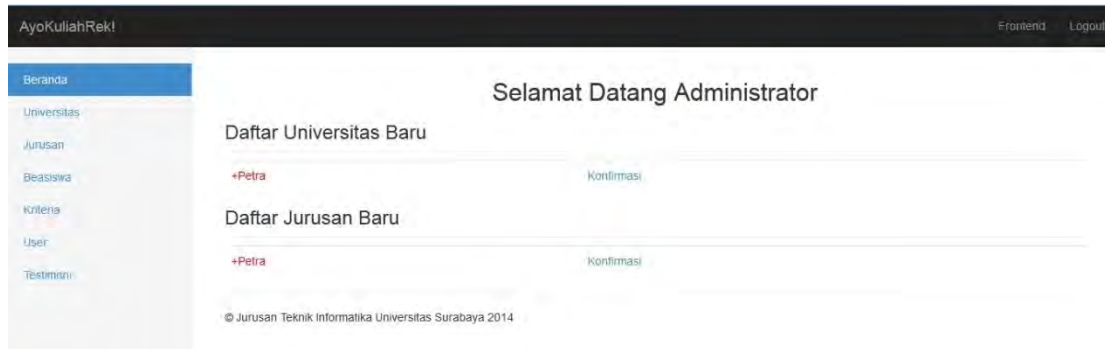 AyoKuliahRek!
Frontend Logout
Beranda
Universitas
Jurusan
Beasiswa
Kriteria
User
Testimoni
Selamat Datang Administrator
Daftar Universitas Baru
+Petra Konfirmasi
Daftar Jurusan Baru
+Petra Konfirmasi
© Jurusan Teknik Informatika Universitas Surabaya 2014